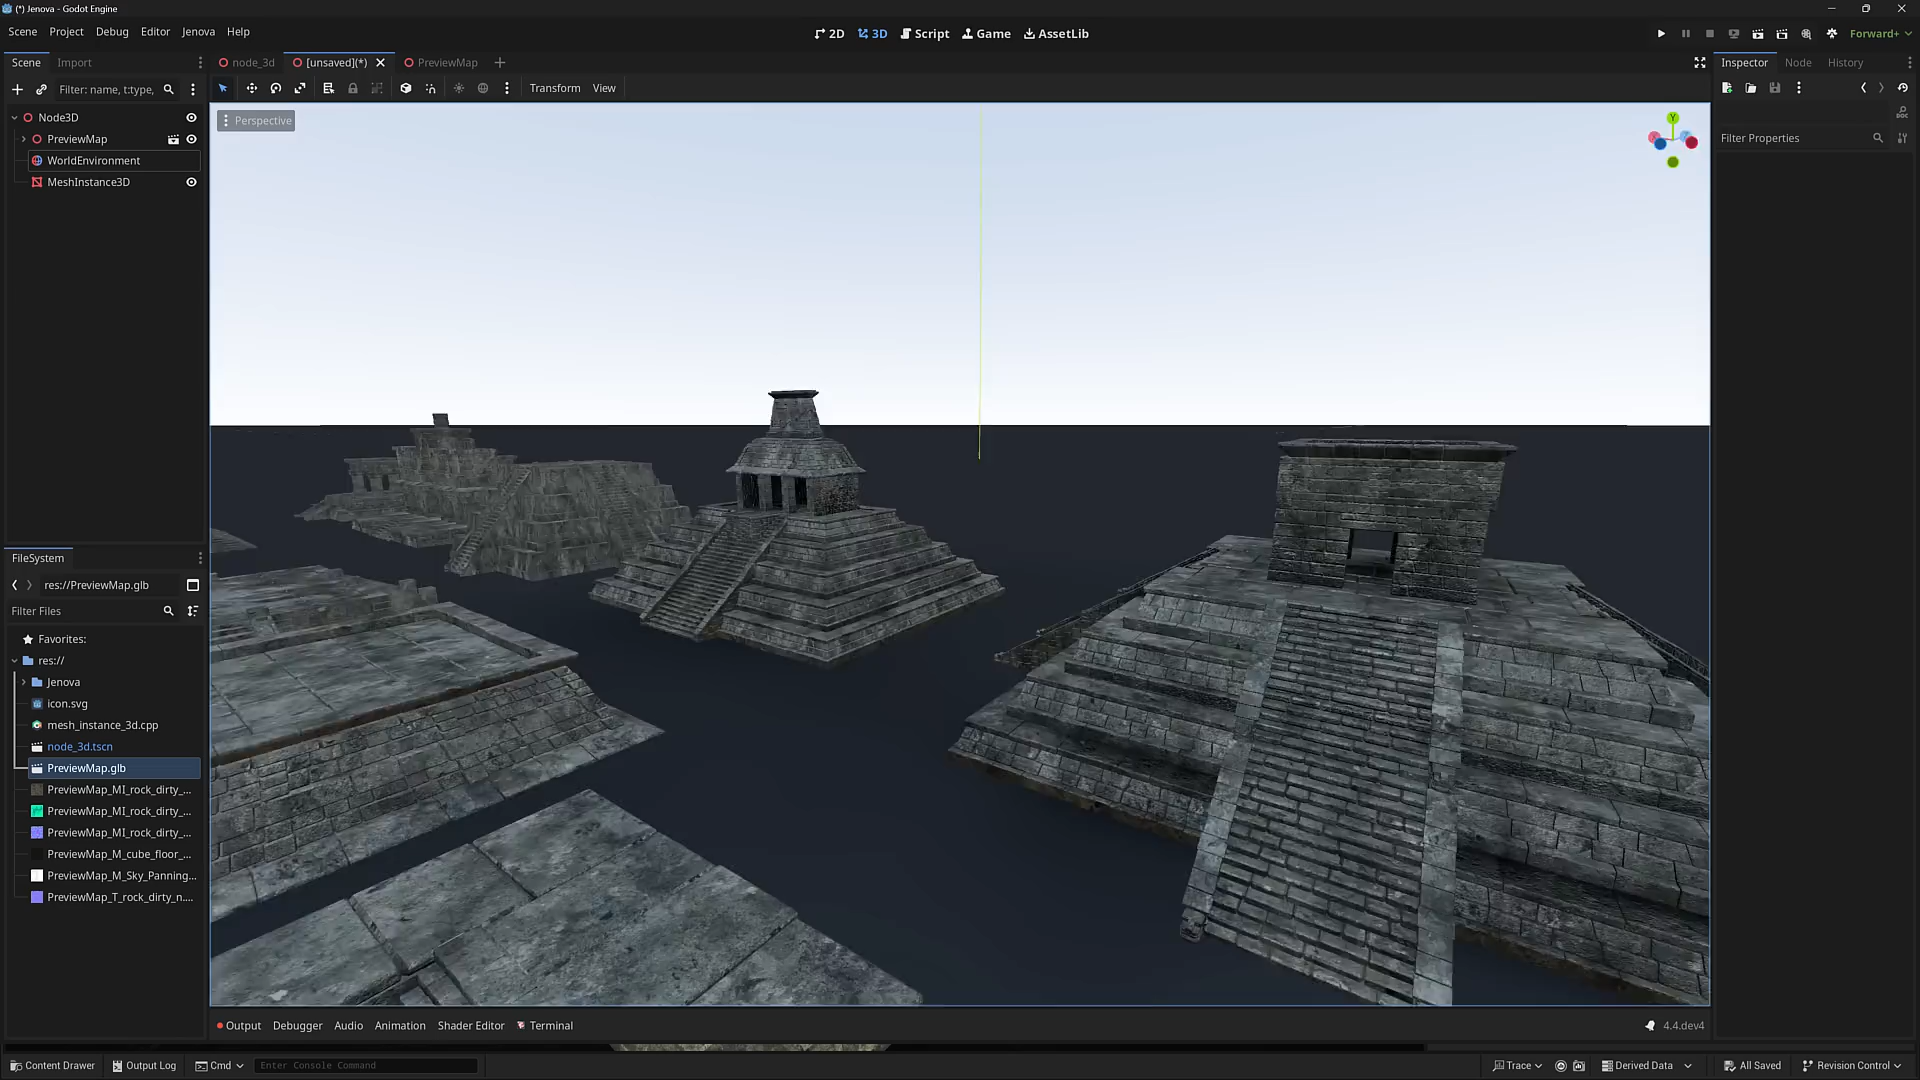 (*) Jenova - Godot Engine
Scene Project Debug Editor Jenova Help
2D 3D Script Game AssetLib
Forward+
Scene Import
node_3d [unsaved](*) PreviewMap
Inspector Node History
Filter: name, t:type,
Transform View
Node3D
PreviewMap
WorldEnvironment
MeshInstance3D
Perspective
Y
Filter Properties
FileSystem
res://PreviewMap.glb
Filter Files
Favorites:
res://
Jenova
icon.svg
mesh_instance_3d.cpp
node_3d.tscn
PreviewMap.glb
PreviewMap_MI_rock_dirty_...
PreviewMap_MI_rock_dirty_...
PreviewMap_MI_rock_dirty_...
PreviewMap_M_cube_floor_...
PreviewMap_M_Sky_Panning...
PreviewMap_T_rock_dirty_n....
Output Debugger Audio Animation Shader Editor Terminal
4.4.dev4
Content Drawer Output Log Cmd Enter Console Command
Trace Derived Data All Saved Revision Control